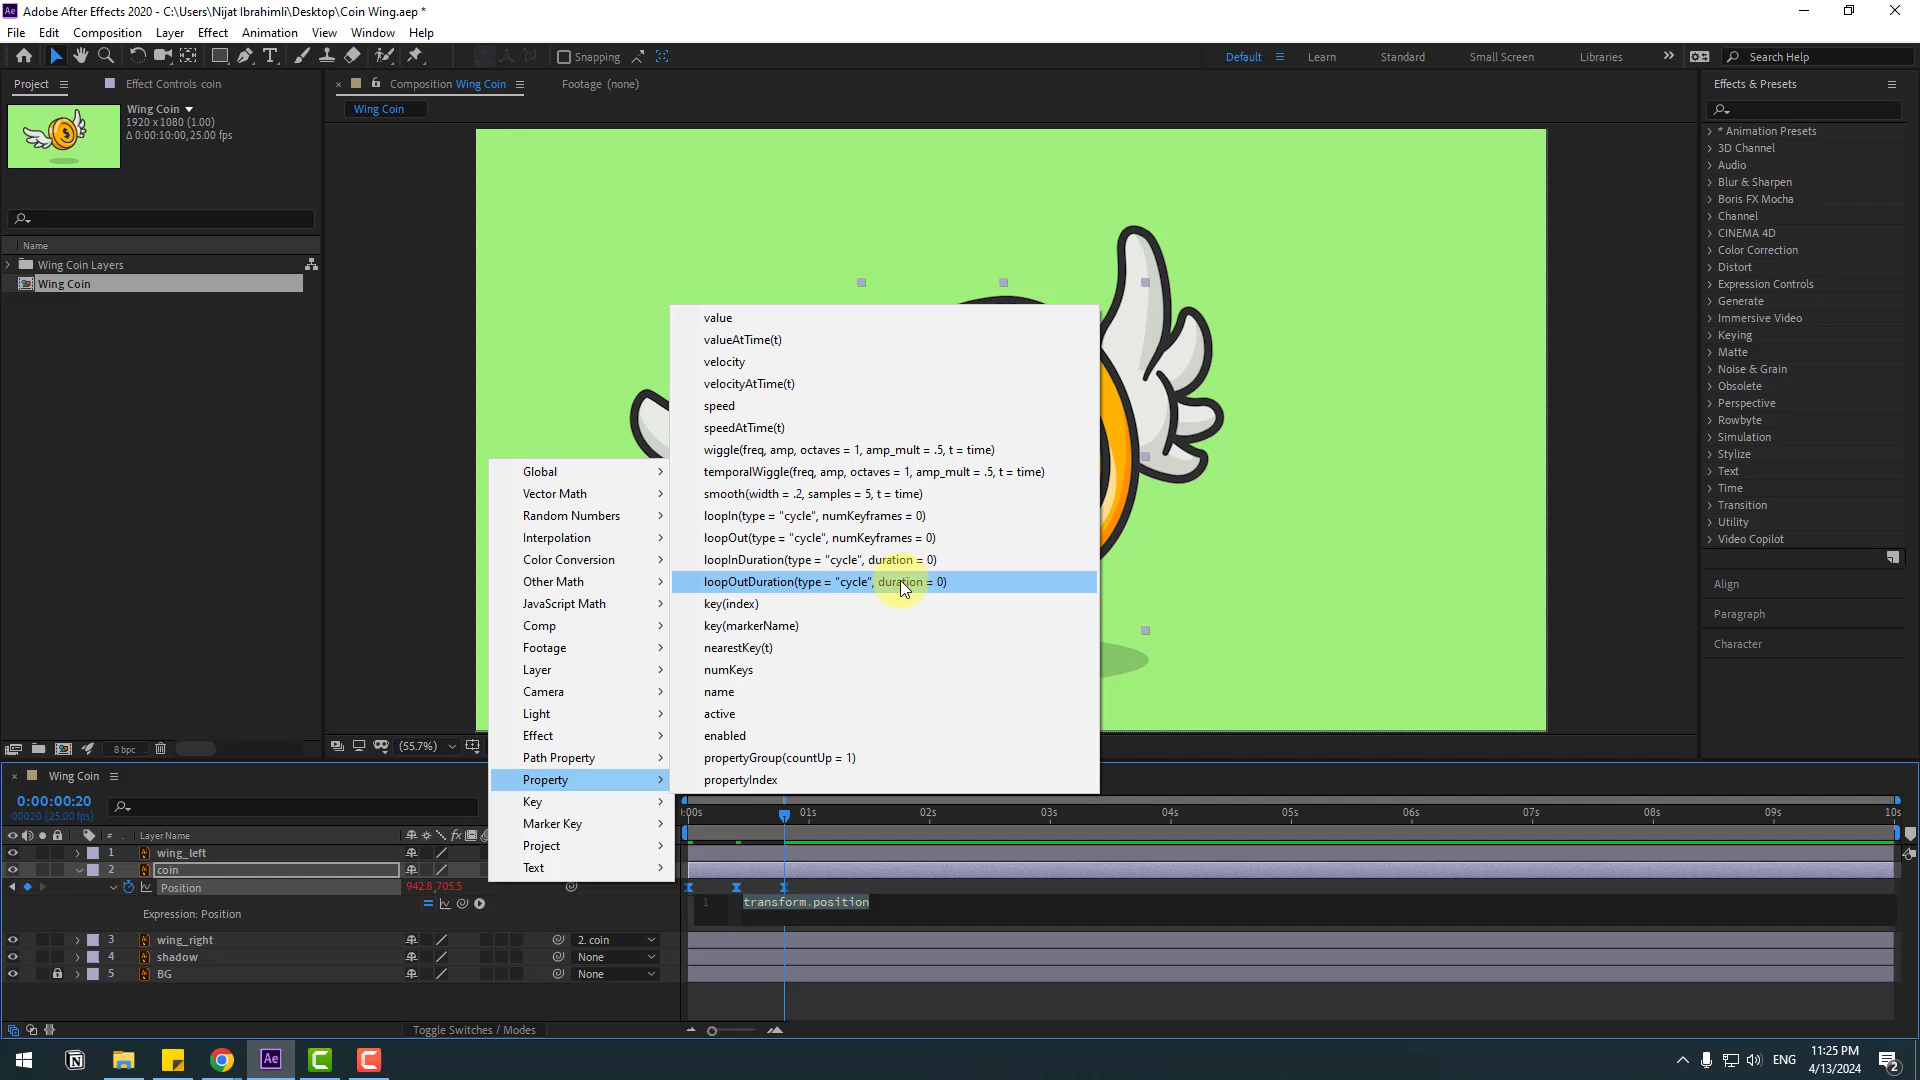 Adobe After Effects 2020 - C:\Users\Nijat Ibrahimli\Desktop\Coin Wing.aep *
File Edit Composition Layer Effect Animation View Window Help
Snapping
Default Learn Standard Small Screen Libraries Search Help
Project Effect Controls coin
Composition Wing Coin Footage (none)
Effects & Presets
Wing Coin
1920 x 1080 (1.00)
Δ 0:00:10:00, 25.00 fps
Wing Coin
Name
Wing Coin Layers
Wing Coin
8 bpc
(55.7%)
* Animation Presets
3D Channel
Audio
Blur & Sharpen
Boris FX Mocha
Channel
CINEMA 4D
Color Correction
Distort
Expression Controls
Generate
Immersive Video
Keying
Matte
Noise & Grain
Obsolete
Perspective
Rowbyte
Simulation
Stylize
Text
Time
Transition
Utility
Video Copilot
Align
Paragraph
Character
Global
Vector Math
Random Numbers
Interpolation
Color Conversion
Other Math
JavaScript Math
Comp
Footage
Layer
Camera
Light
Effect
Path Property
Property
Key
Marker Key
Project
Text
value
valueAtTime(t)
velocity
velocityAtTime(t)
speed
speedAtTime(t)
wiggle(freq, amp, octaves = 1, amp_mult = .5, t = time)
temporalWiggle(freq, amp, octaves = 1, amp_mult = .5, t = time)
smooth(width = .2, samples = 5, t = time)
loopIn(type = "cycle", numKeyframes = 0)
loopOut(type = "cycle", numKeyframes = 0)
loopInDuration(type = "cycle", duration = 0)
loopOutDuration(type = "cycle", duration = 0)
key(index)
key(markerName)
nearestKey(t)
numKeys
name
active
enabled
propertyGroup(countUp = 1)
propertyIndex
Wing Coin
0:00:00:20
00020 (25.00 fps)
# Layer Name
:00s 01s 02s 03s 04s 05s 06s 07s 08s 09s 10s
1 wing_left
2 coin
Position 942.8,705.5
Expression: Position
1 transform.position
3 wing_right 2. coin
4 shadow None
5 BG None
Toggle Switches / Modes
ENG
11:25 PM
4/13/2024
2